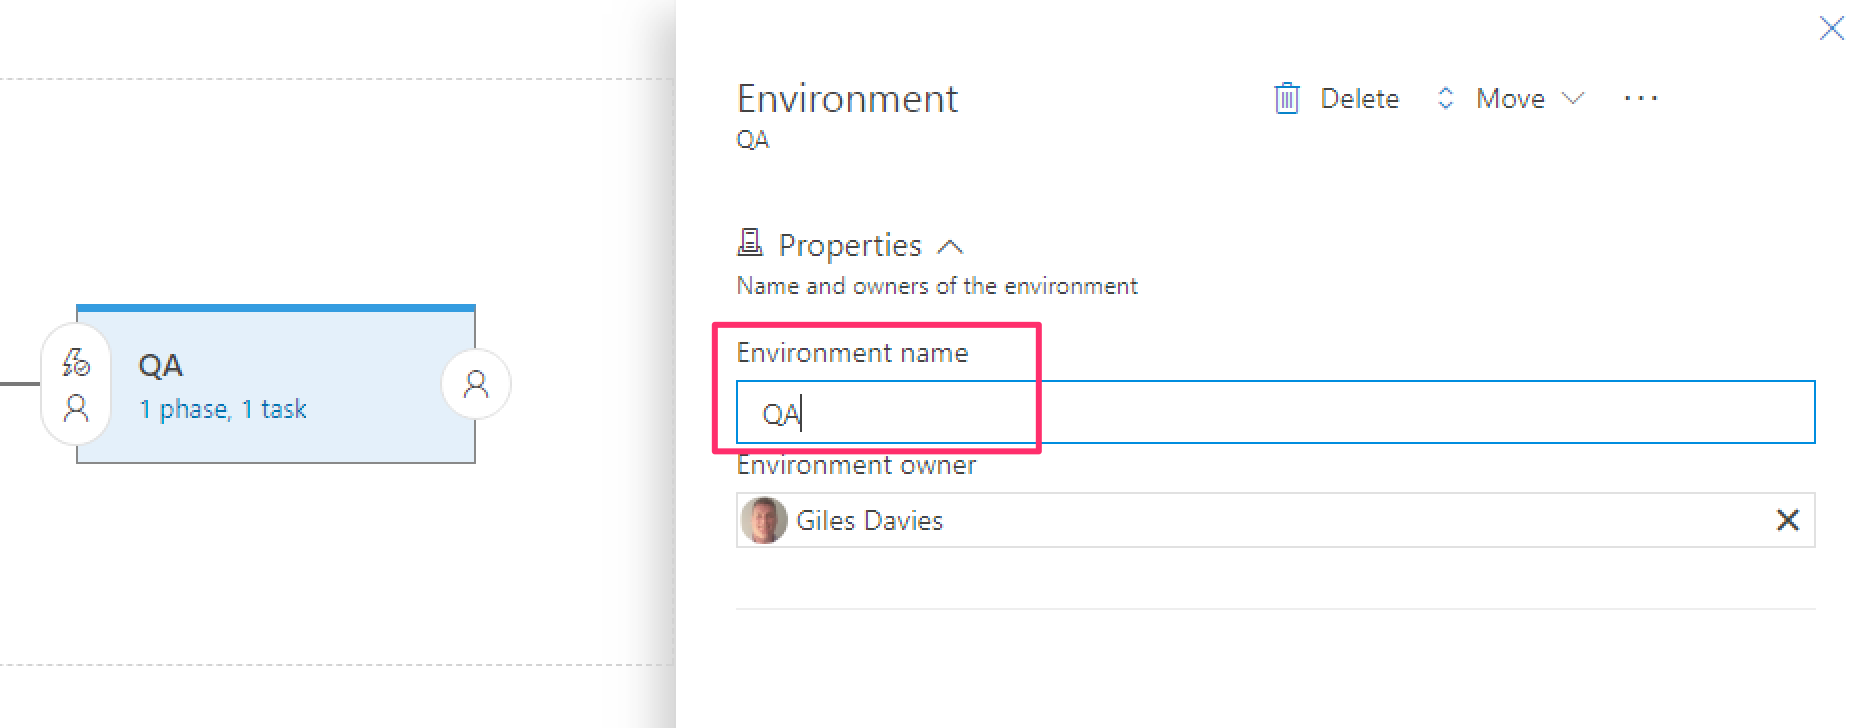 Environment
QA
Delete
Move
Properties
Name and owners of the environment
Environment name
QA
Environment owner
Giles Davies
QA
1 phase, 1 task